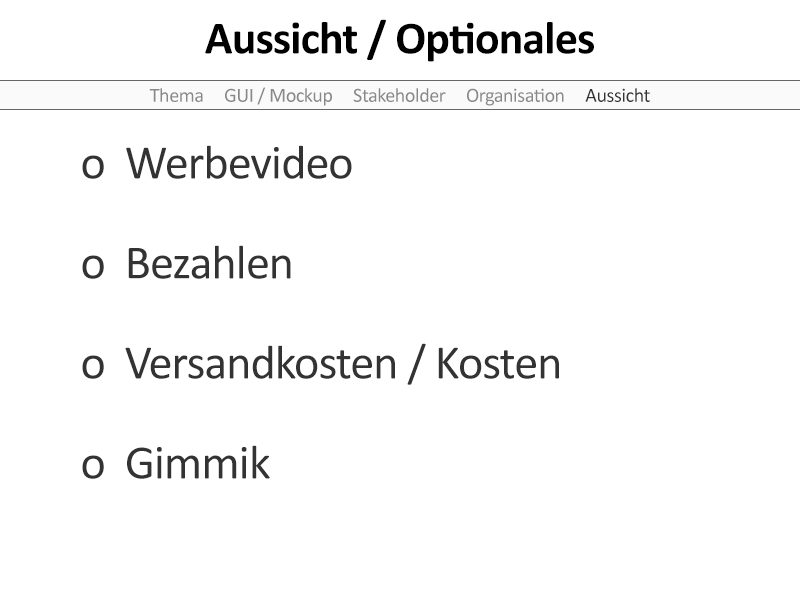 Aussicht / Optionales
Thema GUI / Mockup Stakeholder Organisation Aussicht
o Werbevideo
o Bezahlen
o Versandkosten / Kosten
o Gimmik